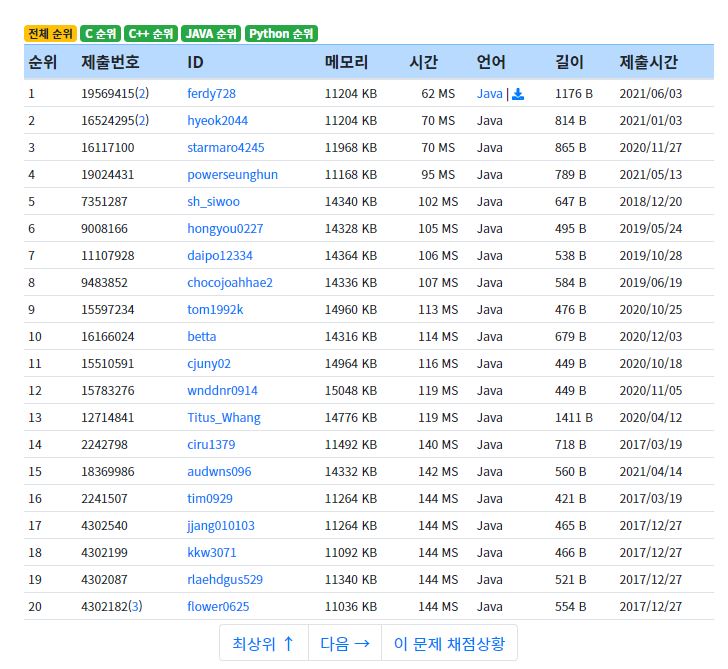 전체 순위 C 순위 C++ 순위 JAVA 순위 Python 순위
순위 제출번호 ID 메모리 시간 언어 길이 제출시간
1 19569415(2) ferdy728 11204 KB 62 MS Java | 1176 B 2021/06/03
2 16524295(2) hyeok2044 11204 KB 70 MS Java 814 B 2021/01/03
3 16117100 starmaro4245 11968 KB 70 MS Java 865 B 2020/11/27
4 19024431 powerseunghun 11168 KB 95 MS Java 789 B 2021/05/13
5 7351287 sh_siwoo 14340 KB 102 MS Java 647 B 2018/12/20
6 9008166 hongyou0227 14328 KB 105 MS Java 495 B 2019/05/24
7 11107928 daipo12334 14364 KB 106 MS Java 538 B 2019/10/28
8 9483852 chocojoahhae2 14336 KB 107 MS Java 584 B 2019/06/19
9 15597234 tom1992k 14960 KB 113 MS Java 476 B 2020/10/25
10 16166024 betta 14316 KB 114 MS Java 679 B 2020/12/03
11 15510591 cjuny02 14964 KB 116 MS Java 449 B 2020/10/18
12 15783276 wnddnr0914 15048 KB 119 MS Java 449 B 2020/11/05
13 12714841 Titus_Whang 14776 KB 119 MS Java 1411 B 2020/04/12
14 2242798 ciru1379 11492 KB 140 MS Java 718 B 2017/03/19
15 18369986 audwns096 14332 KB 142 MS Java 560 B 2021/04/14
16 2241507 tim0929 11264 KB 144 MS Java 421 B 2017/03/19
17 4302540 jjang010103 11264 KB 144 MS Java 465 B 2017/12/27
18 4302199 kkw3071 11092 KB 144 MS Java 466 B 2017/12/27
19 4302087 rlaehdgus529 11340 KB 144 MS Java 521 B 2017/12/27
20 4302182(3) flower0625 11036 KB 144 MS Java 554 B 2017/12/27
최상위 ↑ 다음 → 이 문제 채점상황